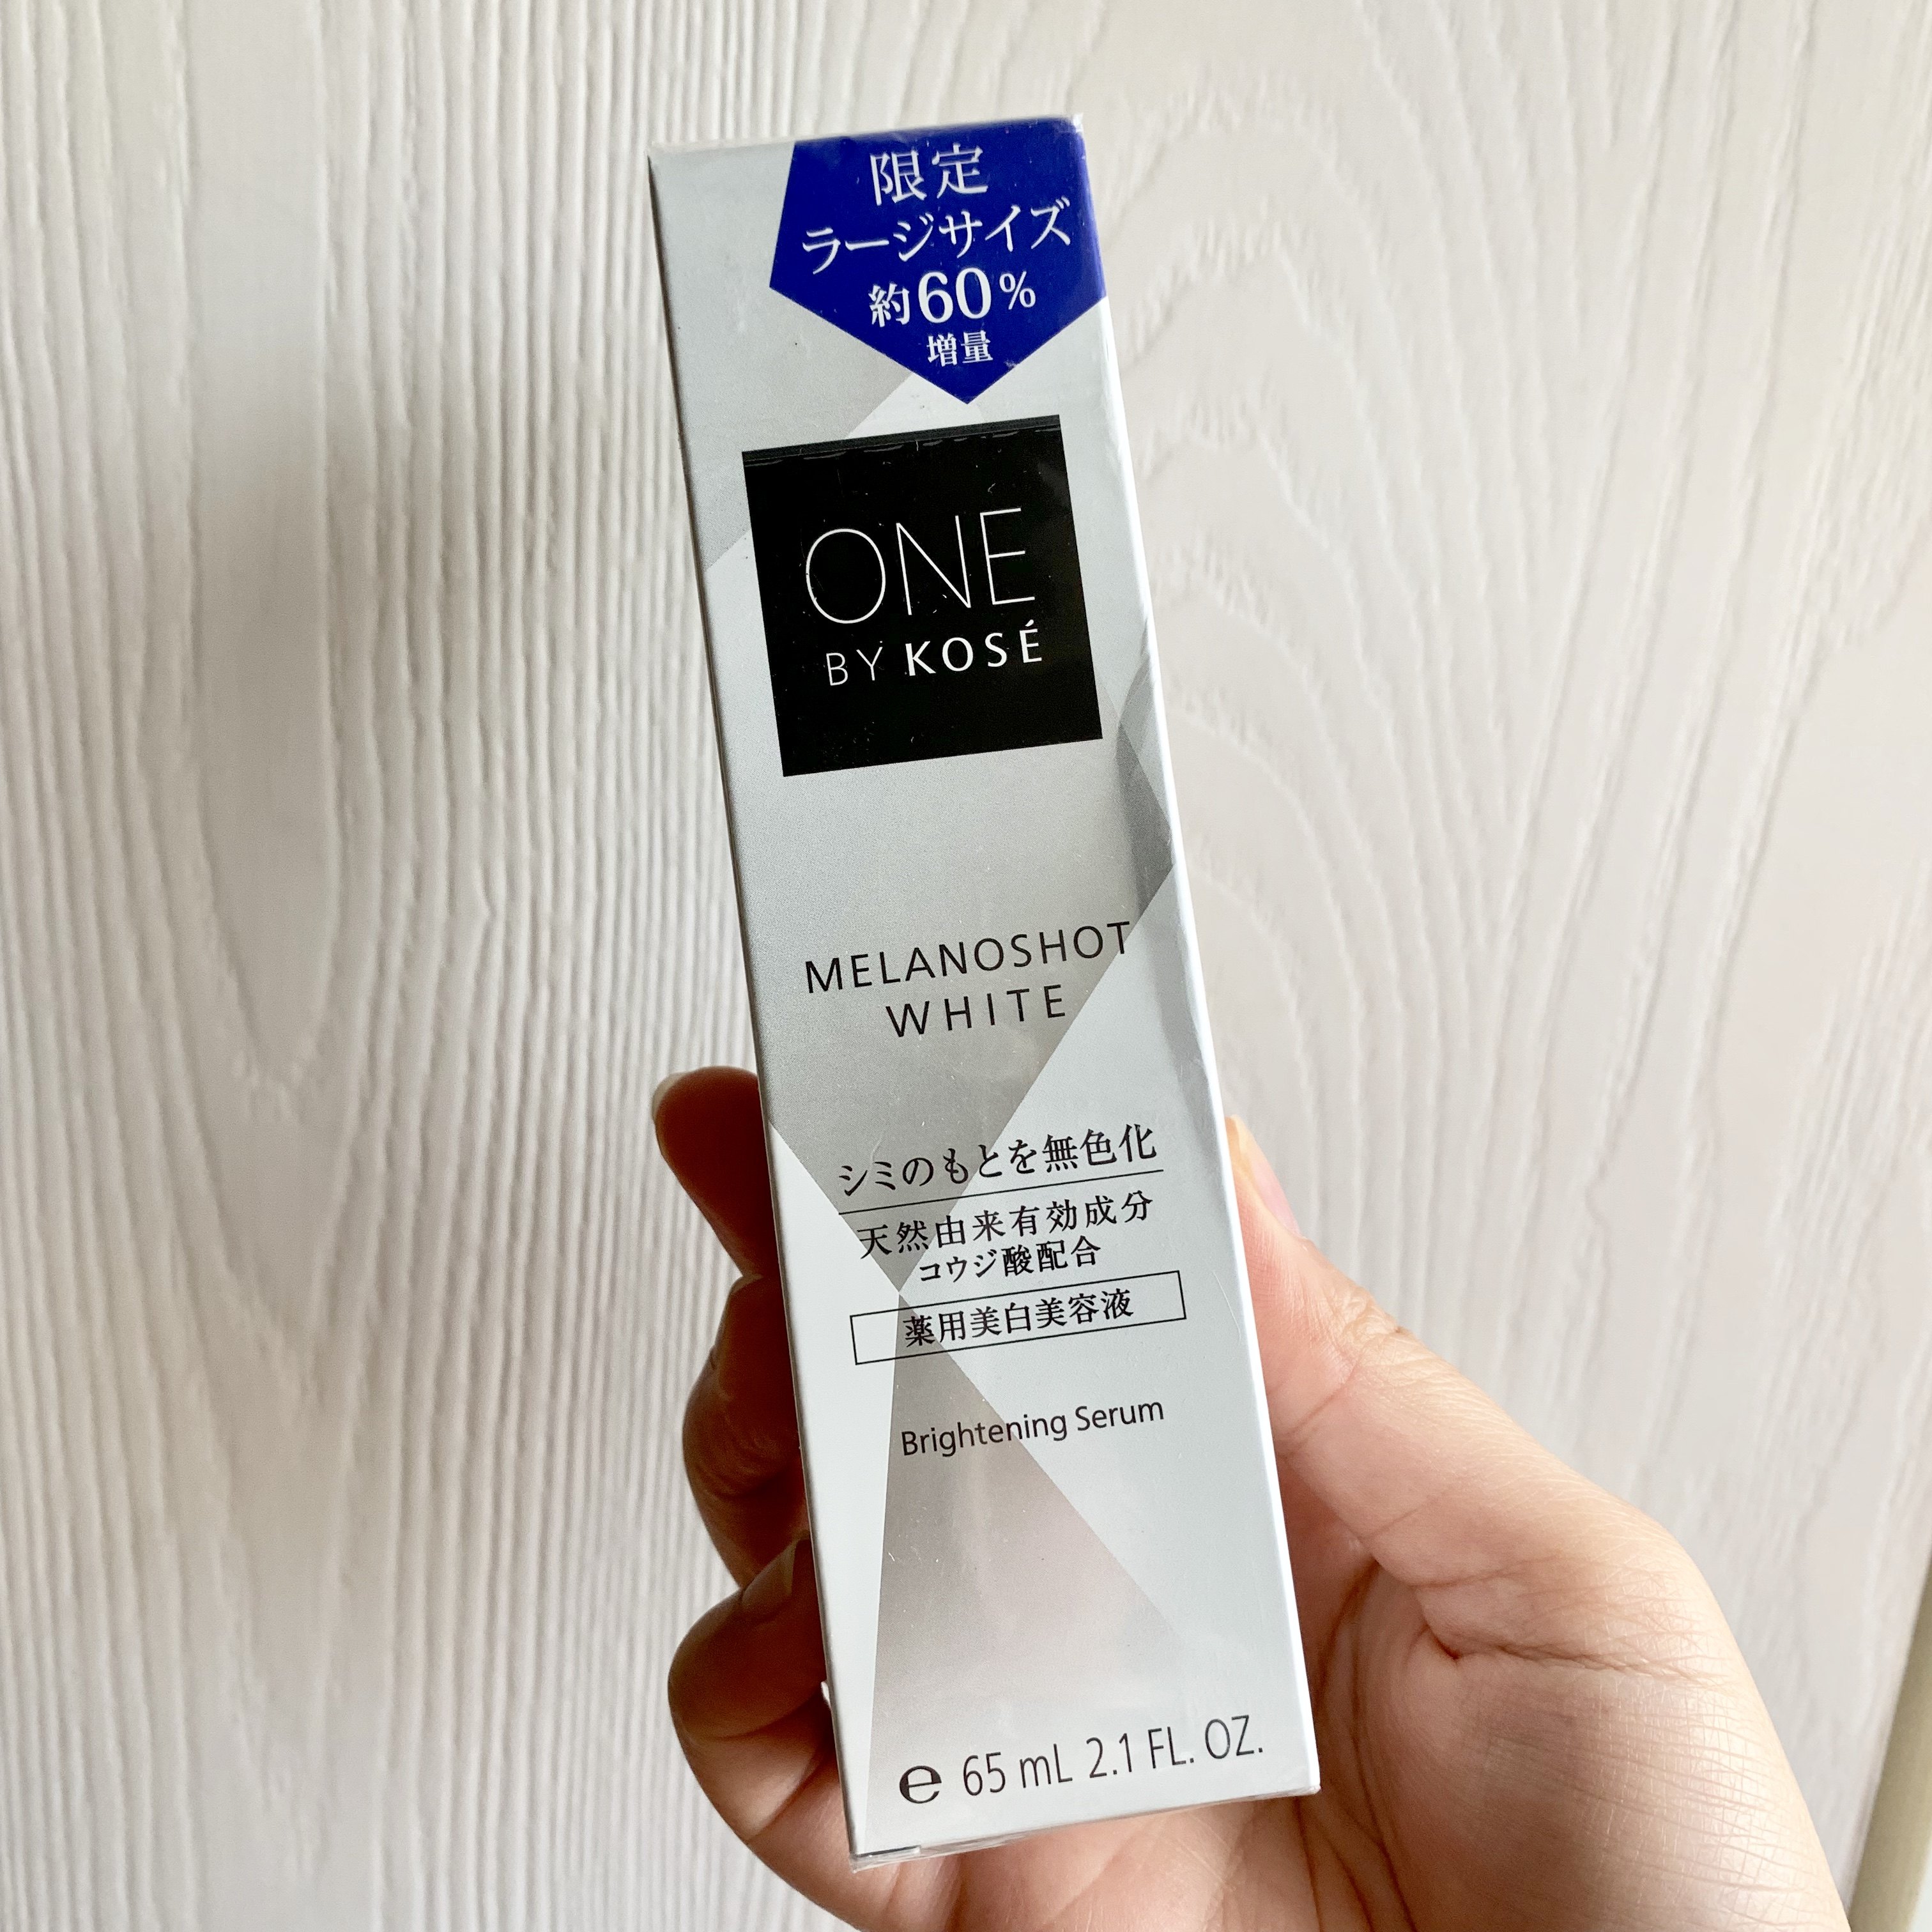 限定
ラージサイズ
約60%
増量
ONE
BY KOSÉ
MELANOSHOT
WHITE
シミのもとを無色化
天然由来有効成分
コウジ酸配合
薬用美白美容液
Brightening Serum
℮ 65 mL 2.1 FL. OZ.